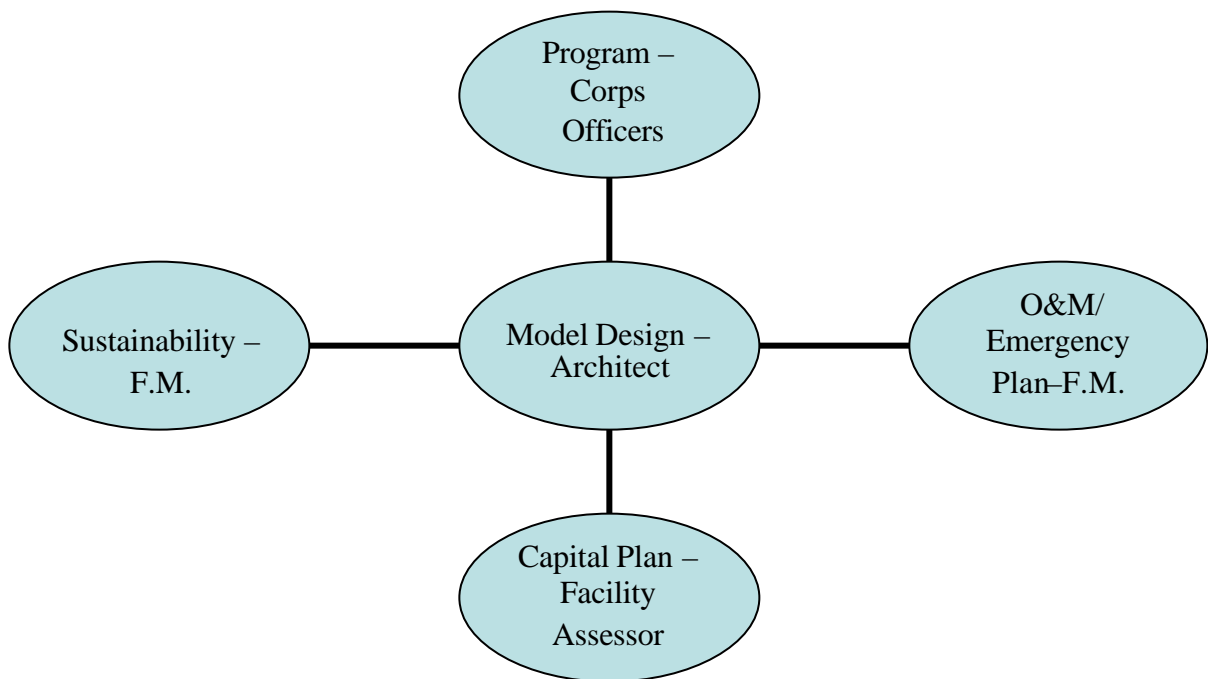 Program –
Corps
Officers
Sustainability –
F.M.
Model Design –
Architect
O&M/
Emergency
Plan–F.M.
Capital Plan –
Facility
Assessor